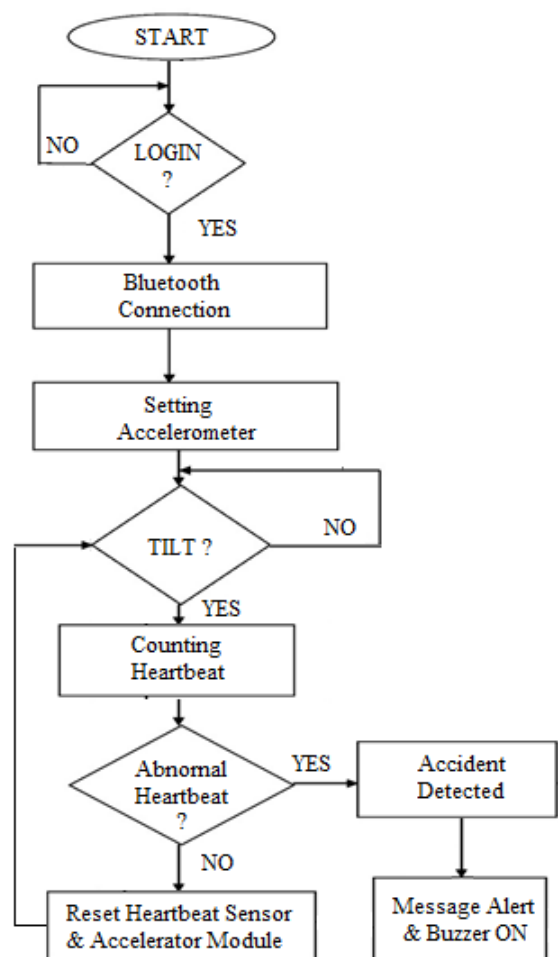 START
NO
LOGIN
?
YES
Bluetooth
Connection
Setting
Accelerometer
NO
TILT ?
YES
Counting
Heartbeat
Abnornal
Heartbeat
?
YES
Accident
Detected
NO
Reset Heartbeat Sensor
& Accelerator Module
Message Alert
& Buzzer ON